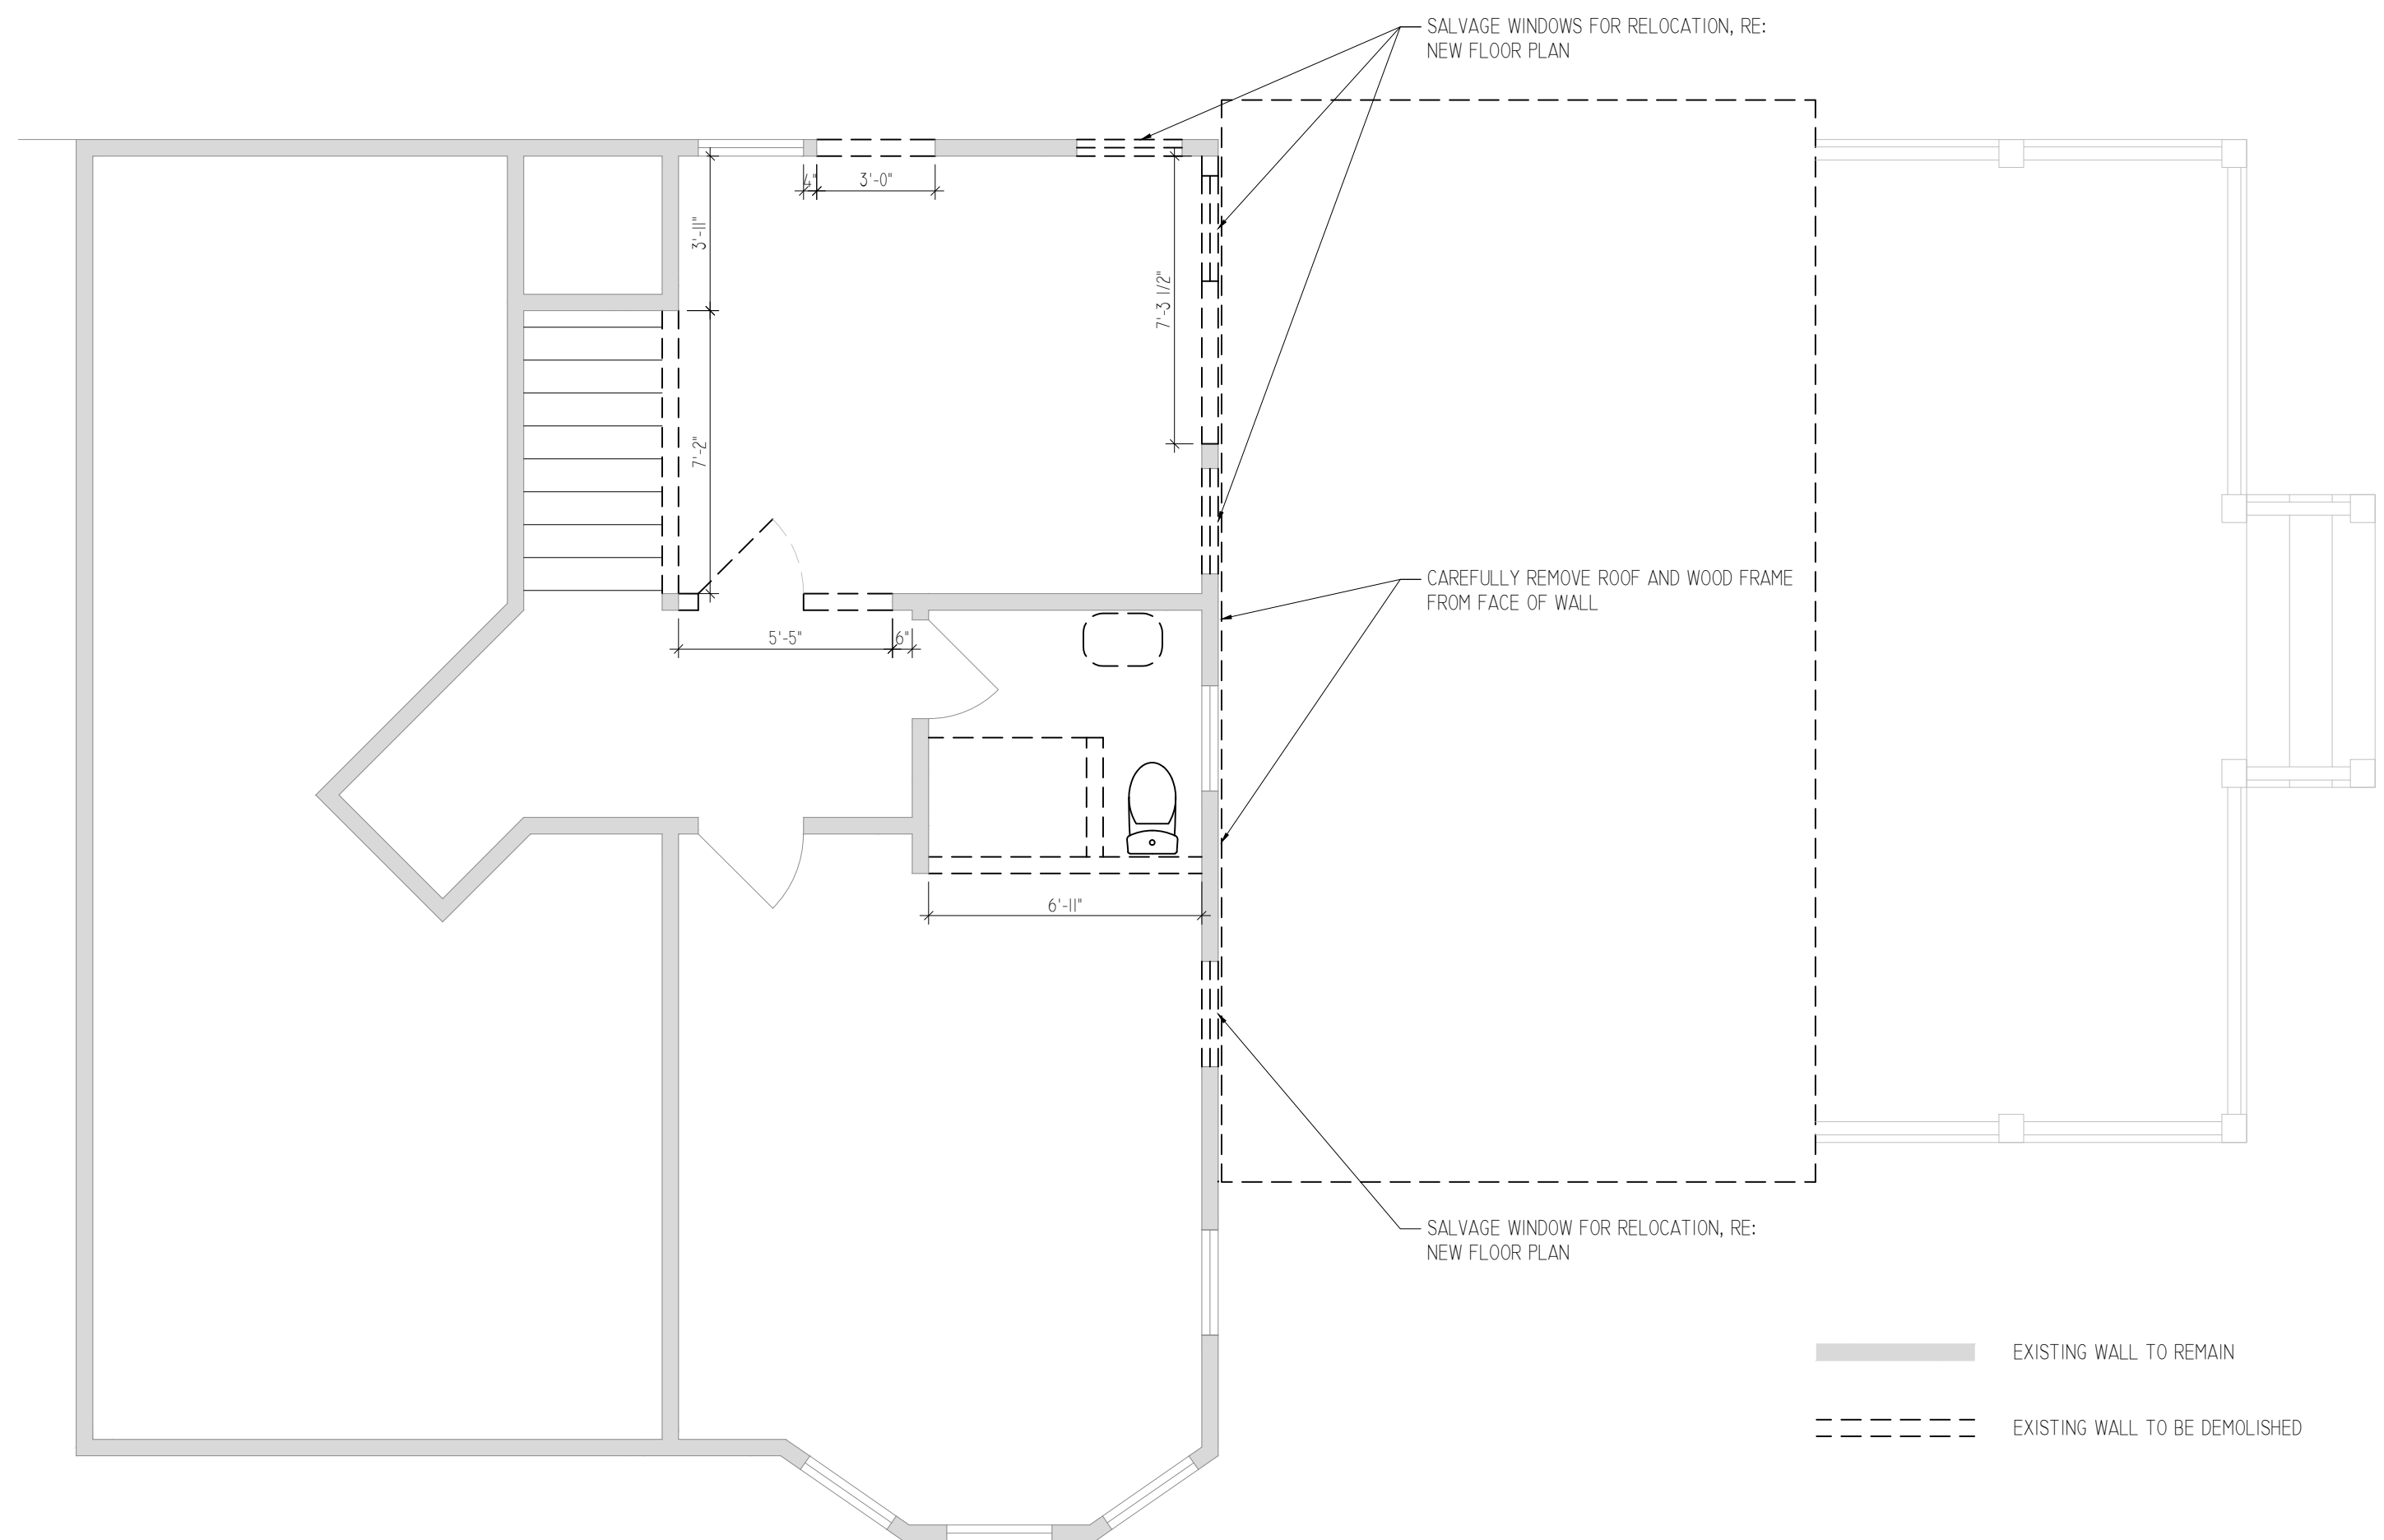 SALVAGE WINDOWS FOR RELOCATION, RE:
NEW FLOOR PLAN
4"
3'-0"
3'-11"
7'-3 1/2"
7'-2"
CAREFULLY REMOVE ROOF AND WOOD FRAME
FROM FACE OF WALL
5'-5"
6"
6'-11"
SALVAGE WINDOW FOR RELOCATION, RE:
NEW FLOOR PLAN
EXISTING WALL TO REMAIN
EXISTING WALL TO BE DEMOLISHED